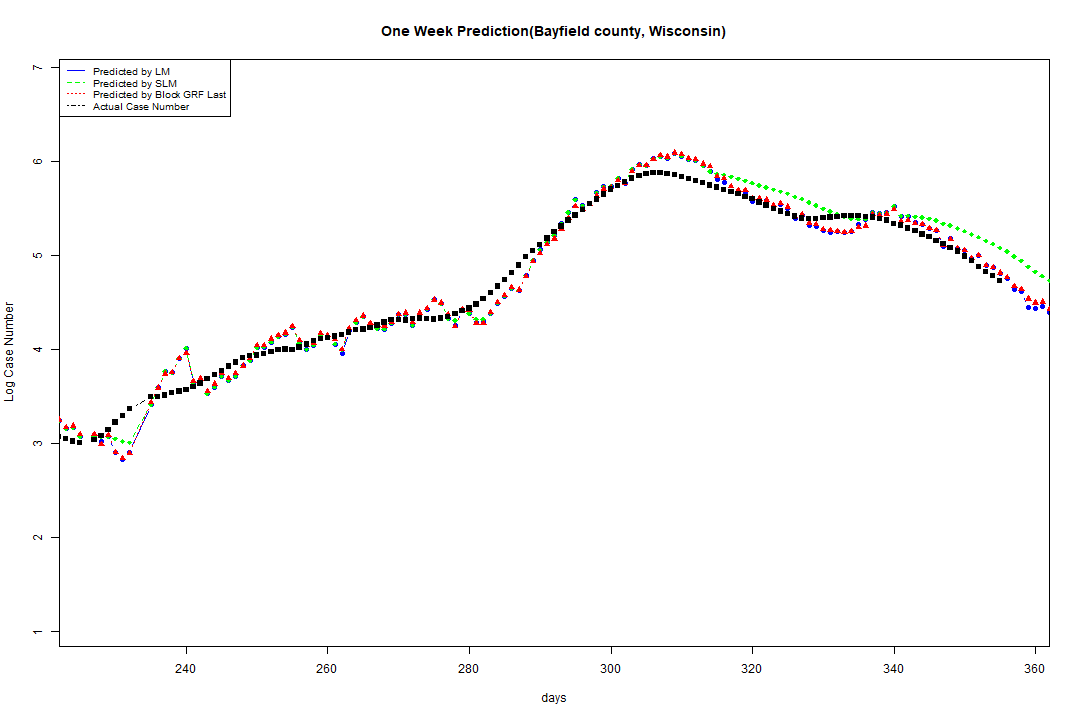 One Week Prediction(Bayfield county, Wisconsin)
Predicted by LM
Predicted by SLM
Predicted by Block GRF Last
Actual Case Number
7
6
5
4
3
2
1
Log Case Number
240 260 280 300 320 340 360
days